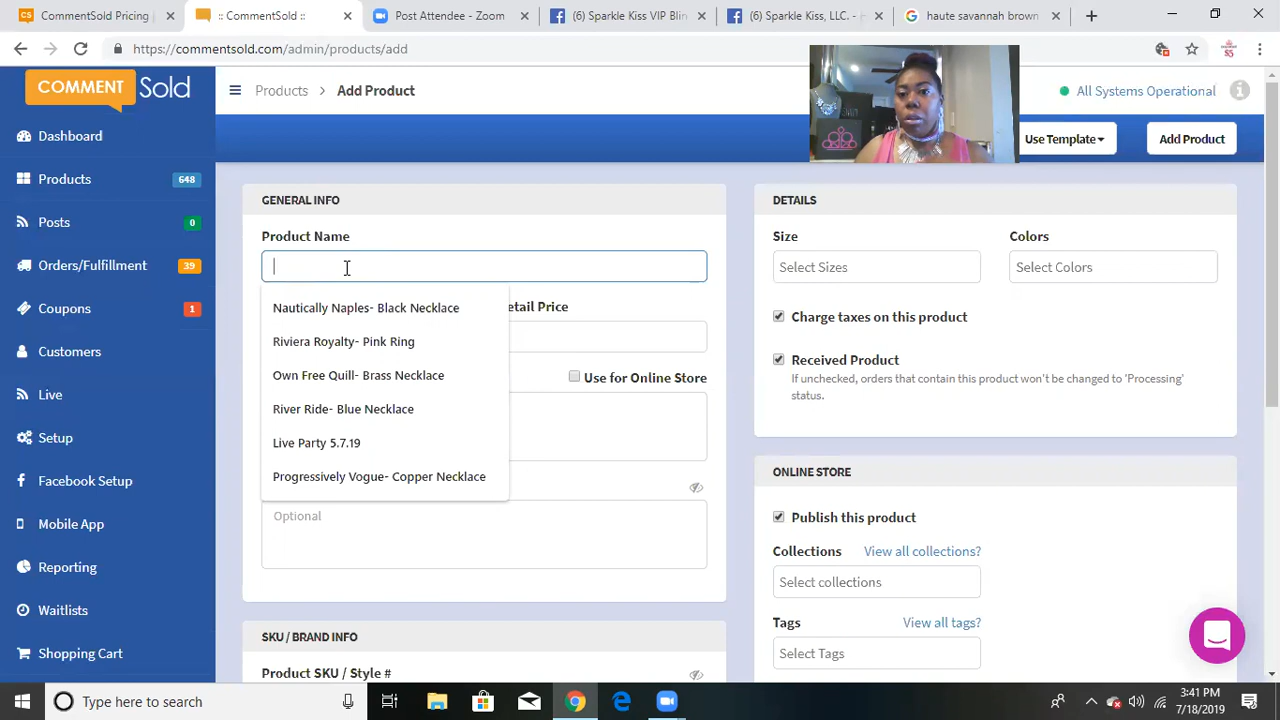 CommentSold Pricing |
:: CommentSold ::
Post Attendee - Zoom
(6) Sparkle Kiss VIP Blin
(6) Sparkle Kiss, LLC. -
haute savannah brown
https://commentsold.com/admin/products/add
COMMENT Sold
Products > Add Product
All Systems Operational
Use Template
Add Product
Dashboard
Products 648
Posts 0
Orders/Fulfillment 39
Coupons 1
Customers
Live
Setup
Facebook Setup
Mobile App
Reporting
Waitlists
Shopping Cart
GENERAL INFO
Product Name
Nautically Naples- Black Necklace
Riviera Royalty- Pink Ring
Own Free Quill- Brass Necklace
River Ride- Blue Necklace
Live Party 5.7.19
Progressively Vogue- Copper Necklace
etail Price
Use for Online Store
Optional
SKU / BRAND INFO
Product SKU / Style #
DETAILS
Size
Colors
Select Sizes
Select Colors
Charge taxes on this product
Received Product
If unchecked, orders that contain this product won't be changed to 'Processing'
status.
ONLINE STORE
Publish this product
Collections View all collections?
Select collections
Tags View all tags?
Select Tags
Type here to search
3:41 PM
7/18/2019